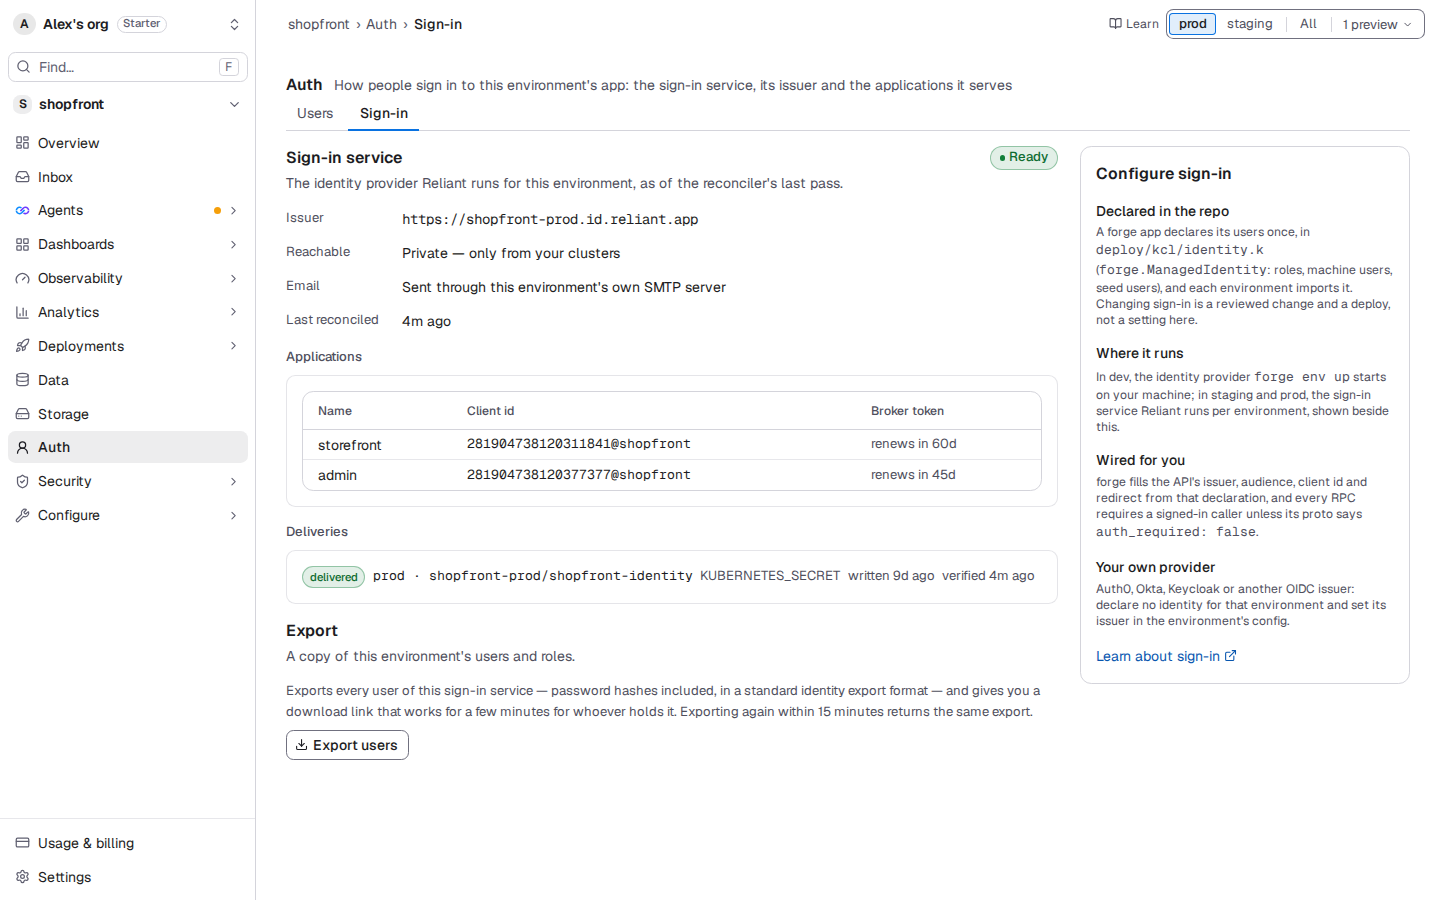 A Alex's org Starter
Find... F
S shopfront
Overview
Inbox
Agents
Dashboards
Observability
Analytics
Deployments
Data
Storage
Auth
Security
Configure
Usage & billing
Settings
shopfront › Auth › Sign-in
Learn prod staging All 1 preview
Auth How people sign in to this environment's app: the sign-in service, its issuer and the applications it serves
Users Sign-in
Sign-in service Ready
The identity provider Reliant runs for this environment, as of the reconciler's last pass.
Issuer https://shopfront-prod.id.reliant.app
Reachable Private — only from your clusters
Email Sent through this environment's own SMTP server
Last reconciled 4m ago
Applications
Name Client id Broker token
storefront 281904738120311841@shopfront renews in 60d
admin 281904738120377377@shopfront renews in 45d
Deliveries
delivered prod · shopfront-prod/shopfront-identity KUBERNETES_SECRET written 9d ago verified 4m ago
Export
A copy of this environment's users and roles.
Exports every user of this sign-in service — password hashes included, in a standard identity export format — and gives you a
download link that works for a few minutes for whoever holds it. Exporting again within 15 minutes returns the same export.
Export users
Configure sign-in
Declared in the repo
A forge app declares its users once, in
deploy/kcl/identity.k
(forge.ManagedIdentity: roles, machine users,
seed users), and each environment imports it.
Changing sign-in is a reviewed change and a deploy,
not a setting here.
Where it runs
In dev, the identity provider forge env up starts
on your machine; in staging and prod, the sign-in
service Reliant runs per environment, shown beside
this.
Wired for you
forge fills the API's issuer, audience, client id and
redirect from that declaration, and every RPC
requires a signed-in caller unless its proto says
auth_required: false.
Your own provider
Auth0, Okta, Keycloak or another OIDC issuer:
declare no identity for that environment and set its
issuer in the environment's config.
Learn about sign-in